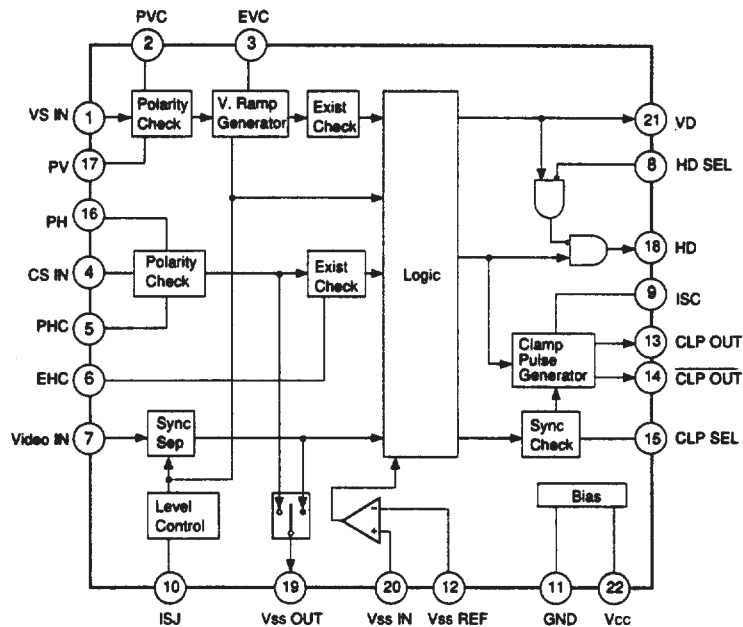 PVC EVC
2 3
VS IN 1 Polarity Check V. Ramp Generator Exist Check 21 VD
PV 17 8 HD SEL
PH 16
CS IN 4 Polarity Check Exist Check Logic 18 HD
9 ISC
PHC 5 13 CLP OUT
Clamp Pulse Generator
EHC 6 14 CLP OUT
Video IN 7 Sync Sep Sync Check 15 CLP SEL
Level Control - + Bias
10 19 20 12 11 22
ISJ Vss OUT Vss IN Vss REF GND Vcc